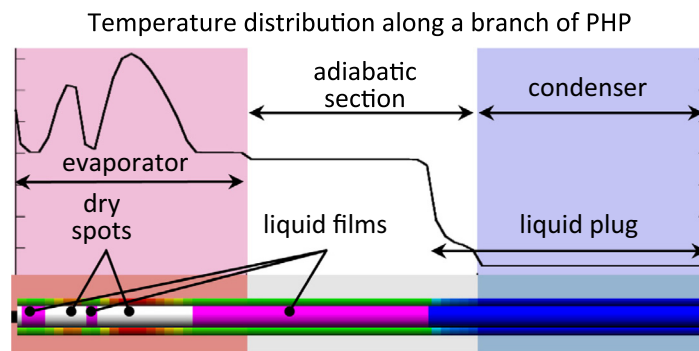 Temperature distribution along a branch of PHP
adiabatic
section
condenser
evaporator
dry
spots
liquid films
liquid plug